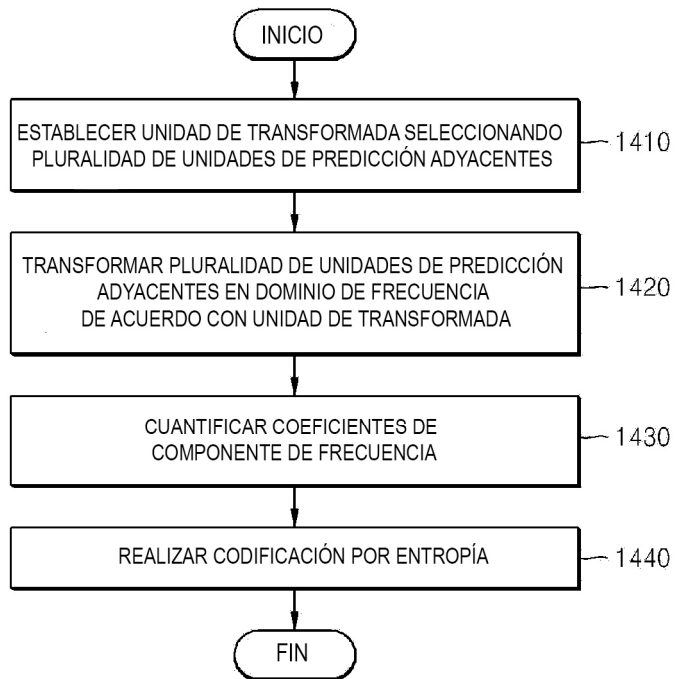 INICIO
ESTABLECER UNIDAD DE TRANSFORMADA SELECCIONANDO
PLURALIDAD DE UNIDADES DE PREDICCIÓN ADYACENTES
1410
TRANSFORMAR PLURALIDAD DE UNIDADES DE PREDICCIÓN
ADYACENTES EN DOMINIO DE FRECUENCIA
DE ACUERDO CON UNIDAD DE TRANSFORMADA
1420
CUANTIFICAR COEFICIENTES DE
COMPONENTE DE FRECUENCIA
1430
REALIZAR CODIFICACIÓN POR ENTROPÍA
1440
FIN